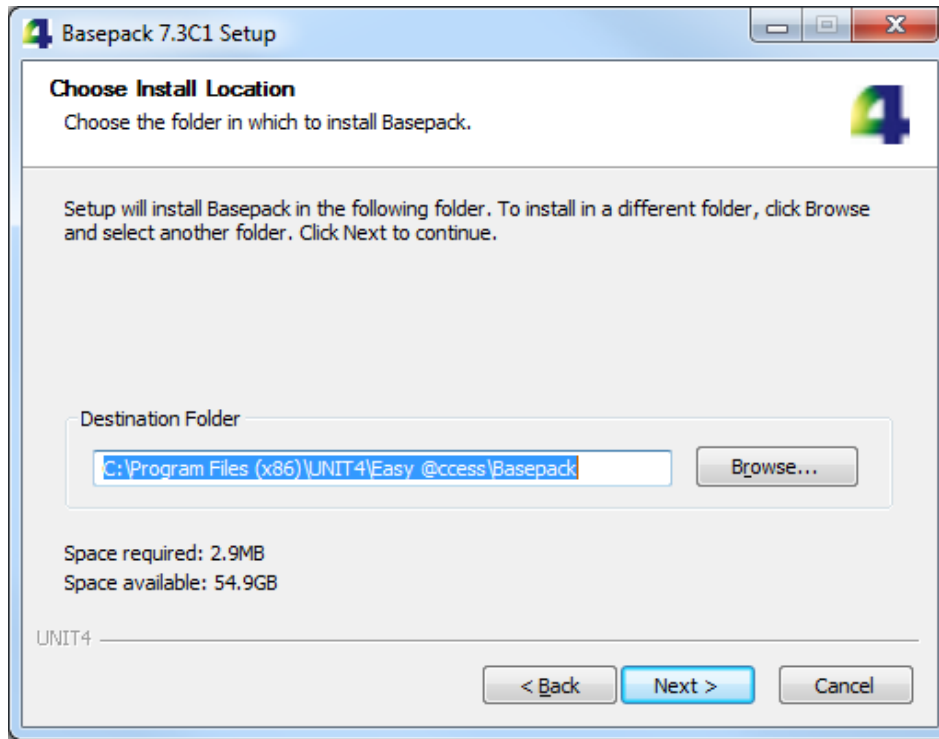 Basepack 7.3C1 Setup
Choose Install Location
Choose the folder in which to install Basepack.
Setup will install Basepack in the following folder. To install in a different folder, click Browse
and select another folder. Click Next to continue.
Destination Folder
C:\Program Files (x86)\UNIT4\Easy @ccess\Basepack
Browse...
Space required: 2.9MB
Space available: 54.9GB
UNIT4
< Back
Next >
Cancel